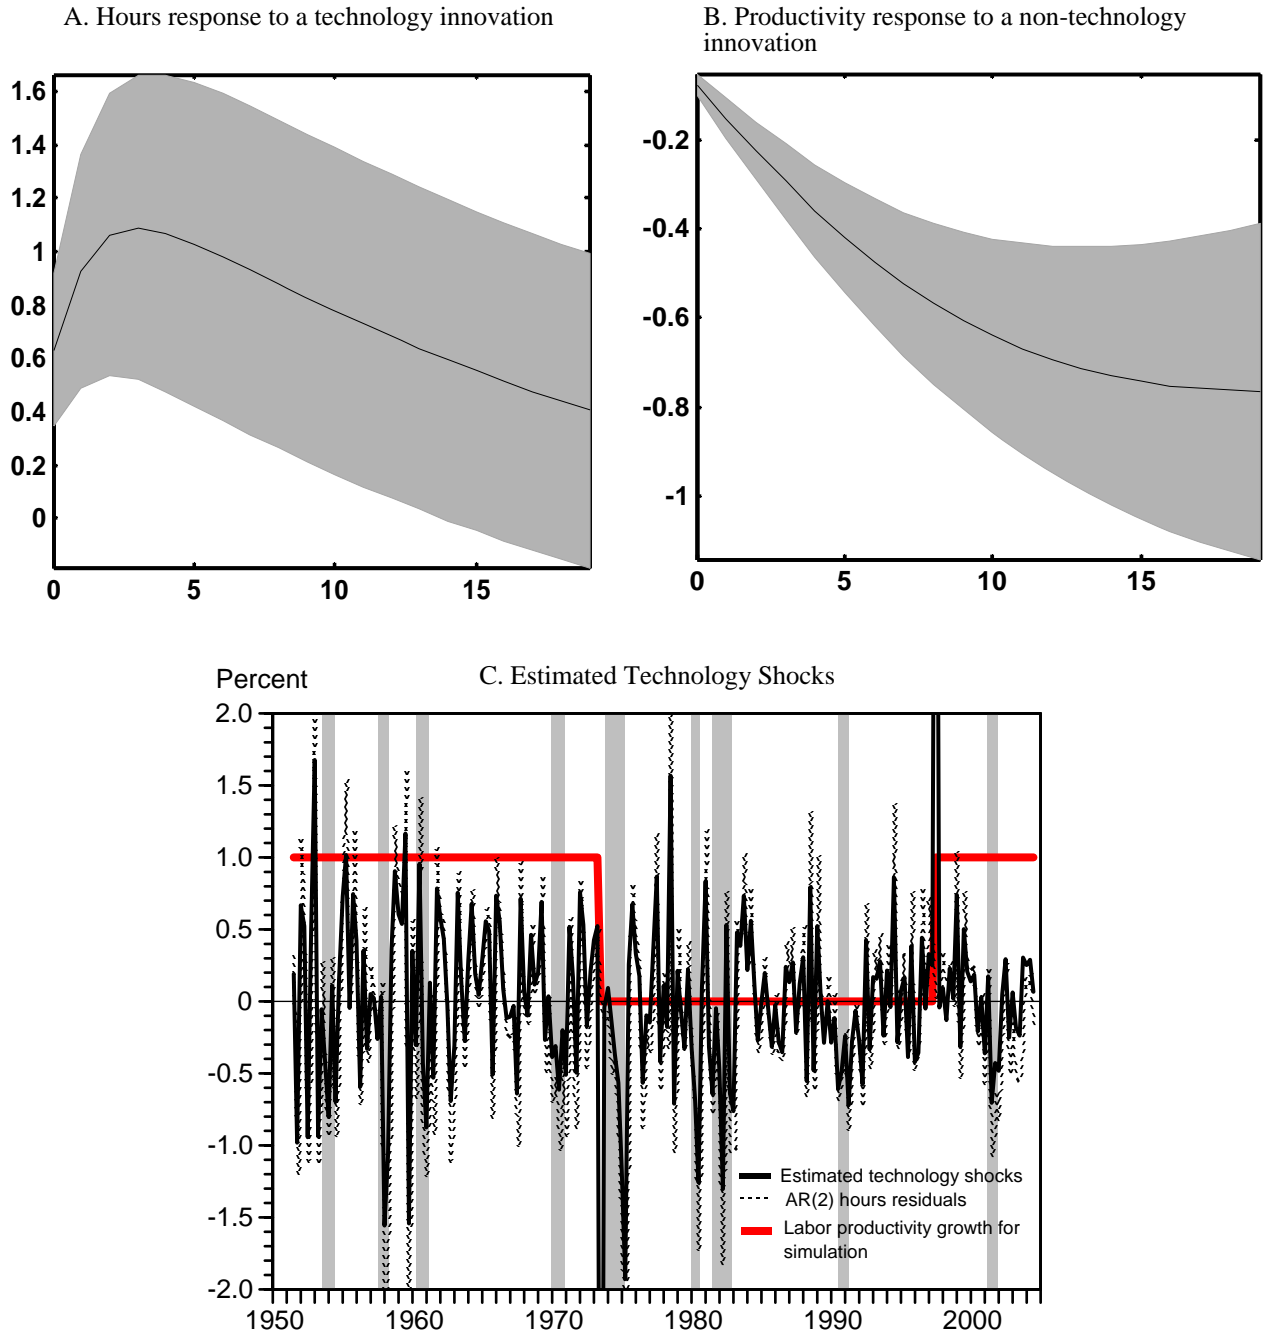 A. Hours response to a technology innovation
B. Productivity response to a non-technology
innovation
1.6
1.4
1.2
1
0.8
0.6
0.4
0.2
0
0 5 10 15
-0.2
-0.4
-0.6
-0.8
-1
0 5 10 15
Percent
C. Estimated Technology Shocks
2.0
1.5
1.0
0.5
0
-0.5
-1.0
-1.5
-2.0
Estimated technology shocks
AR(2) hours residuals
Labor productivity growth for
simulation
1950 1960 1970 1980 1990 2000